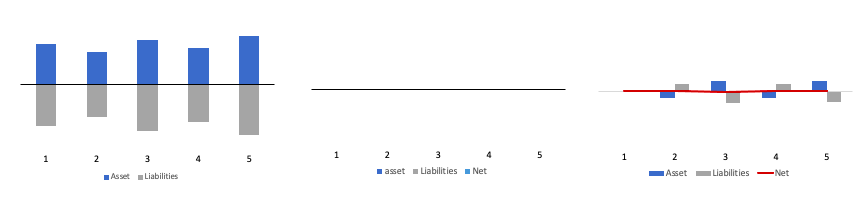 1 2 3 4 5
Asset Liabilities
1 2 3 4 5
asset Liabilities Net
1 2 3 4 5
Asset Liabilities Net